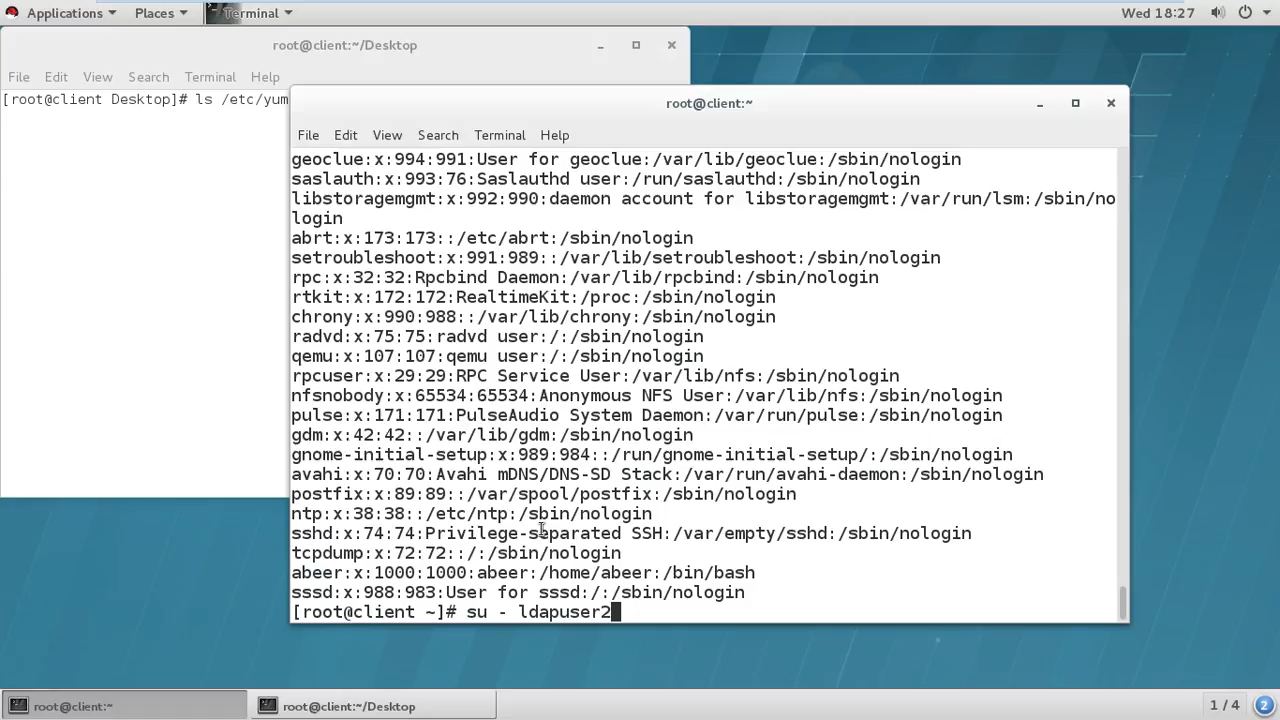 Applications Places Terminal Wed 18:27
root@client:~/Desktop
File Edit View Search Terminal Help
[root@client Desktop]# ls /etc/yum
root@client:~
File Edit View Search Terminal Help
geoclue:x:994:991:User for geoclue:/var/lib/geoclue:/sbin/nologin
saslauth:x:993:76:Saslauthd user:/run/saslauthd:/sbin/nologin
libstoragemgmt:x:992:990:daemon account for libstoragemgmt:/var/run/lsm:/sbin/no
login
abrt:x:173:173::/etc/abrt:/sbin/nologin
setroubleshoot:x:991:989::/var/lib/setroubleshoot:/sbin/nologin
rpc:x:32:32:Rpcbind Daemon:/var/lib/rpcbind:/sbin/nologin
rtkit:x:172:172:RealtimeKit:/proc:/sbin/nologin
chrony:x:990:988::/var/lib/chrony:/sbin/nologin
radvd:x:75:75:radvd user:/:/sbin/nologin
qemu:x:107:107:qemu user:/:/sbin/nologin
rpcuser:x:29:29:RPC Service User:/var/lib/nfs:/sbin/nologin
nfsnobody:x:65534:65534:Anonymous NFS User:/var/lib/nfs:/sbin/nologin
pulse:x:171:171:PulseAudio System Daemon:/var/run/pulse:/sbin/nologin
gdm:x:42:42::/var/lib/gdm:/sbin/nologin
gnome-initial-setup:x:989:984::/run/gnome-initial-setup/:/sbin/nologin
avahi:x:70:70:Avahi mDNS/DNS-SD Stack:/var/run/avahi-daemon:/sbin/nologin
postfix:x:89:89::/var/spool/postfix:/sbin/nologin
ntp:x:38:38::/etc/ntp:/sbin/nologin
sshd:x:74:74:Privilege-separated SSH:/var/empty/sshd:/sbin/nologin
tcpdump:x:72:72::/:/sbin/nologin
abeer:x:1000:1000:abeer:/home/abeer:/bin/bash
sssd:x:988:983:User for sssd:/:/sbin/nologin
[root@client ~]# su - ldapuser2
root@client:~ root@client:~/Desktop 1 / 4 2